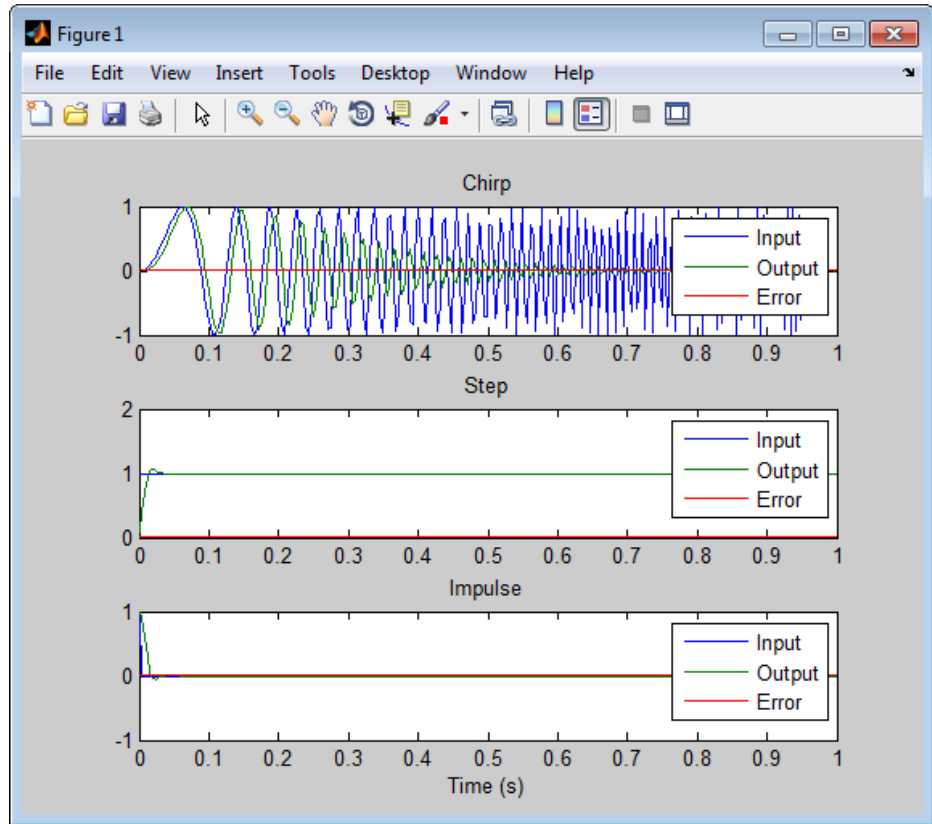 Figure 1
File Edit View Insert Tools Desktop Window Help
Chirp
1
0
-1
Input
Output
Error
0 0.1 0.2 0.3 0.4 0.5 0.6 0.7 0.8 0.9 1
Step
2
1
0
Input
Output
Error
0 0.1 0.2 0.3 0.4 0.5 0.6 0.7 0.8 0.9 1
Impulse
1
0
-1
Input
Output
Error
0 0.1 0.2 0.3 0.4 0.5 0.6 0.7 0.8 0.9 1
Time (s)